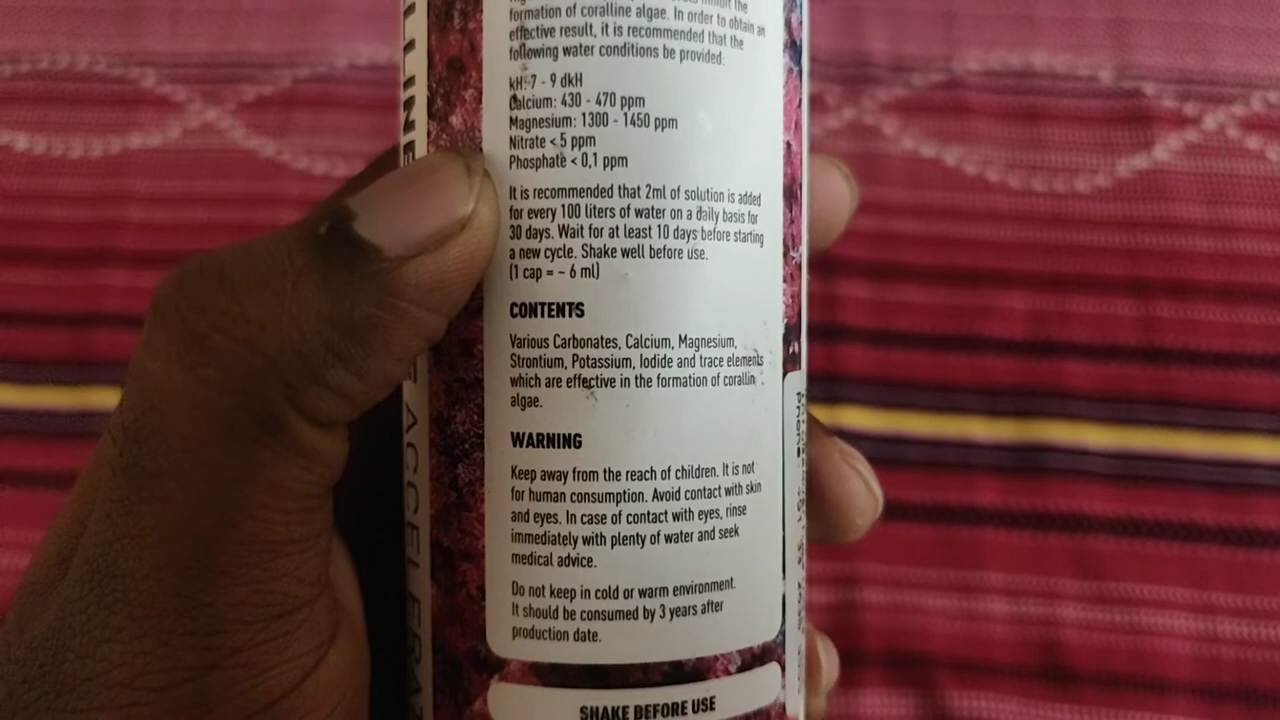 formation of coralline algae. In order to obtain an
effective result, it is recommended that the
following water conditions be provided:
kH: 7 - 9 dkH
Calcium: 430 - 470 ppm
Magnesium: 1300 - 1450 ppm
Nitrate < 5 ppm
Phosphate < 0,1 ppm
It is recommended that 2ml of solution is added
for every 100 liters of water on a daily basis for
30 days. Wait for at least 10 days before starting
a new cycle. Shake well before use.
(1 cap = ~ 6 ml)
CONTENTS
Various Carbonates, Calcium, Magnesium,
Strontium, Potassium, Iodide and trace elements
which are effective in the formation of corallin
algae.
WARNING
Keep away from the reach of children. It is not
for human consumption. Avoid contact with skin
and eyes. In case of contact with eyes, rinse
immediately with plenty of water and seek
medical advice.
Do not keep in cold or warm environment.
It should be consumed by 3 years after
production date.
SHAKE BEFORE USE